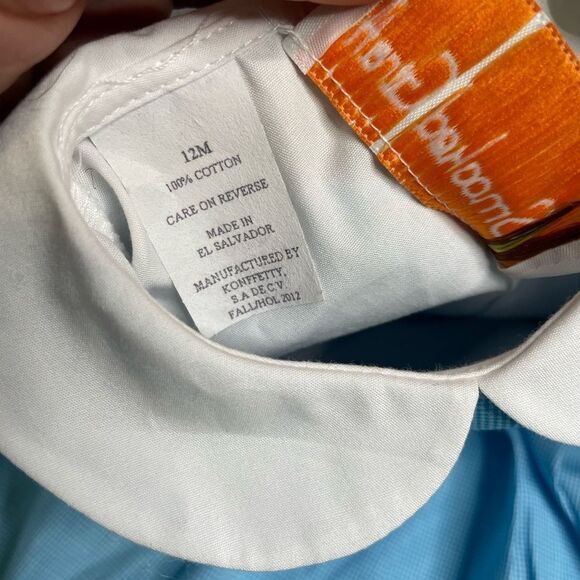 12M
100% COTTON
CARE ON REVERSE
MADE IN
EL SALVADOR
MANUFACTURED BY
KONFFETTY,
S.A DE C.V
FALL/HOL 2012